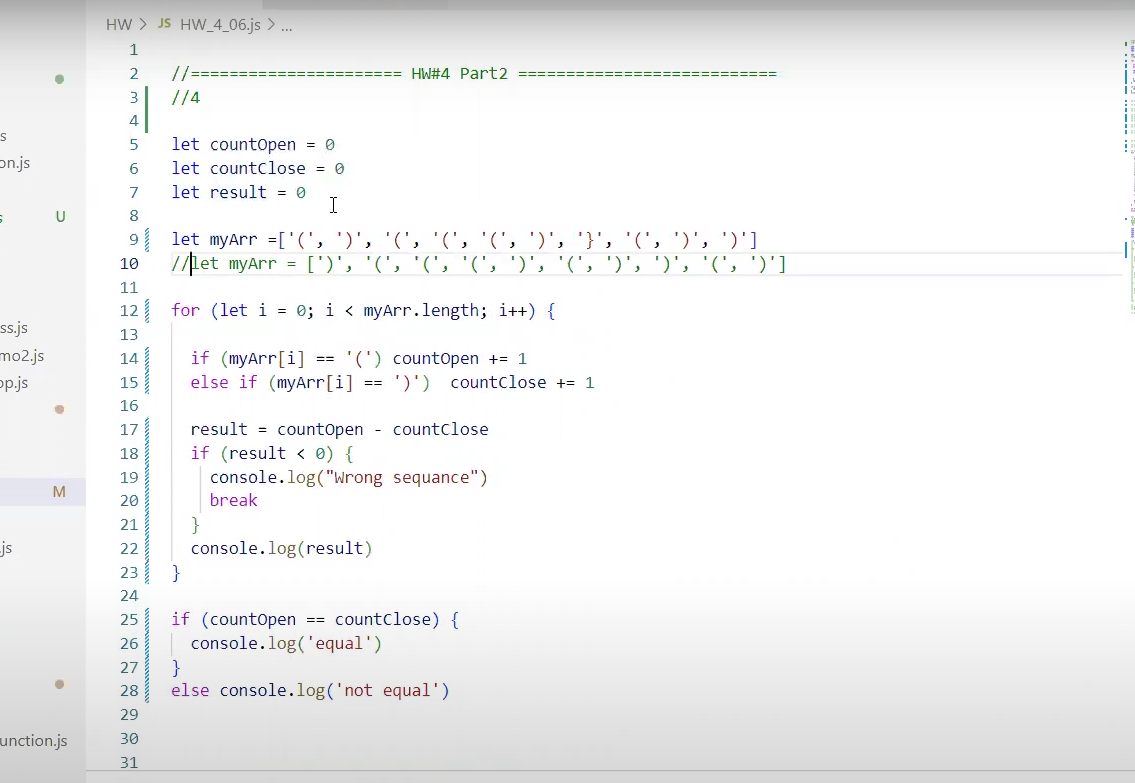 HW > JS HW_4_06.js > ...
1
2 //====================== HW#4 Part2 ===========================
3 //4
4
5 let countOpen = 0
6 let countClose = 0
7 let result = 0
8
9 let myArr =['(', ')', '(', '(', '(', ')', '}', '(', ')', ')']
10 //let myArr = [')', '(', '(', '(', ')', '(', ')', ')', '(', ')']
11
12 for (let i = 0; i < myArr.length; i++) {
13
14 if (myArr[i] == '(') countOpen += 1
15 else if (myArr[i] == ')')  countClose += 1
16
17 result = countOpen - countClose
18 if (result < 0) {
19 console.log("Wrong sequance")
20 break
21 }
22 console.log(result)
23 }
24
25 if (countOpen == countClose) {
26 console.log('equal')
27 }
28 else console.log('not equal')
29
30
31
s
on.js
s U
ss.js
mo2.js
op.js
M
.js
unction.js